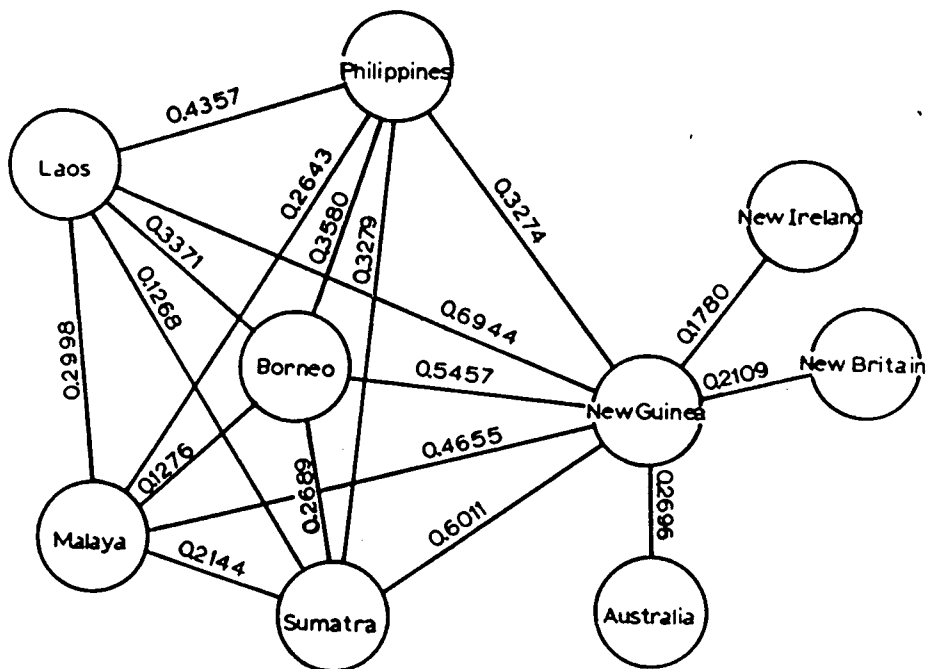 Philippines
0.4357
Laos
0.2643
0.3580
0.3279
0.3274
New Ireland
0.3371
0.1268
0.6944
0.1780
0.2998
Borneo
0.5457
New Britain
0.2109
New Guinea
0.4655
0.1276
0.2689
0.2696
0.6011
Malaya
0.2144
Sumatra
Australia